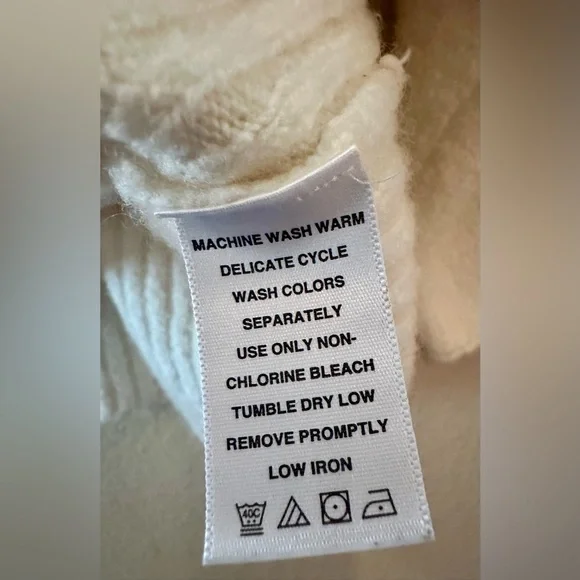 MACHINE WASH WARM
DELICATE CYCLE
WASH COLORS
SEPARATELY
USE ONLY NON-
CHLORINE BLEACH
TUMBLE DRY LOW
REMOVE PROMPTLY
LOW IRON
40C